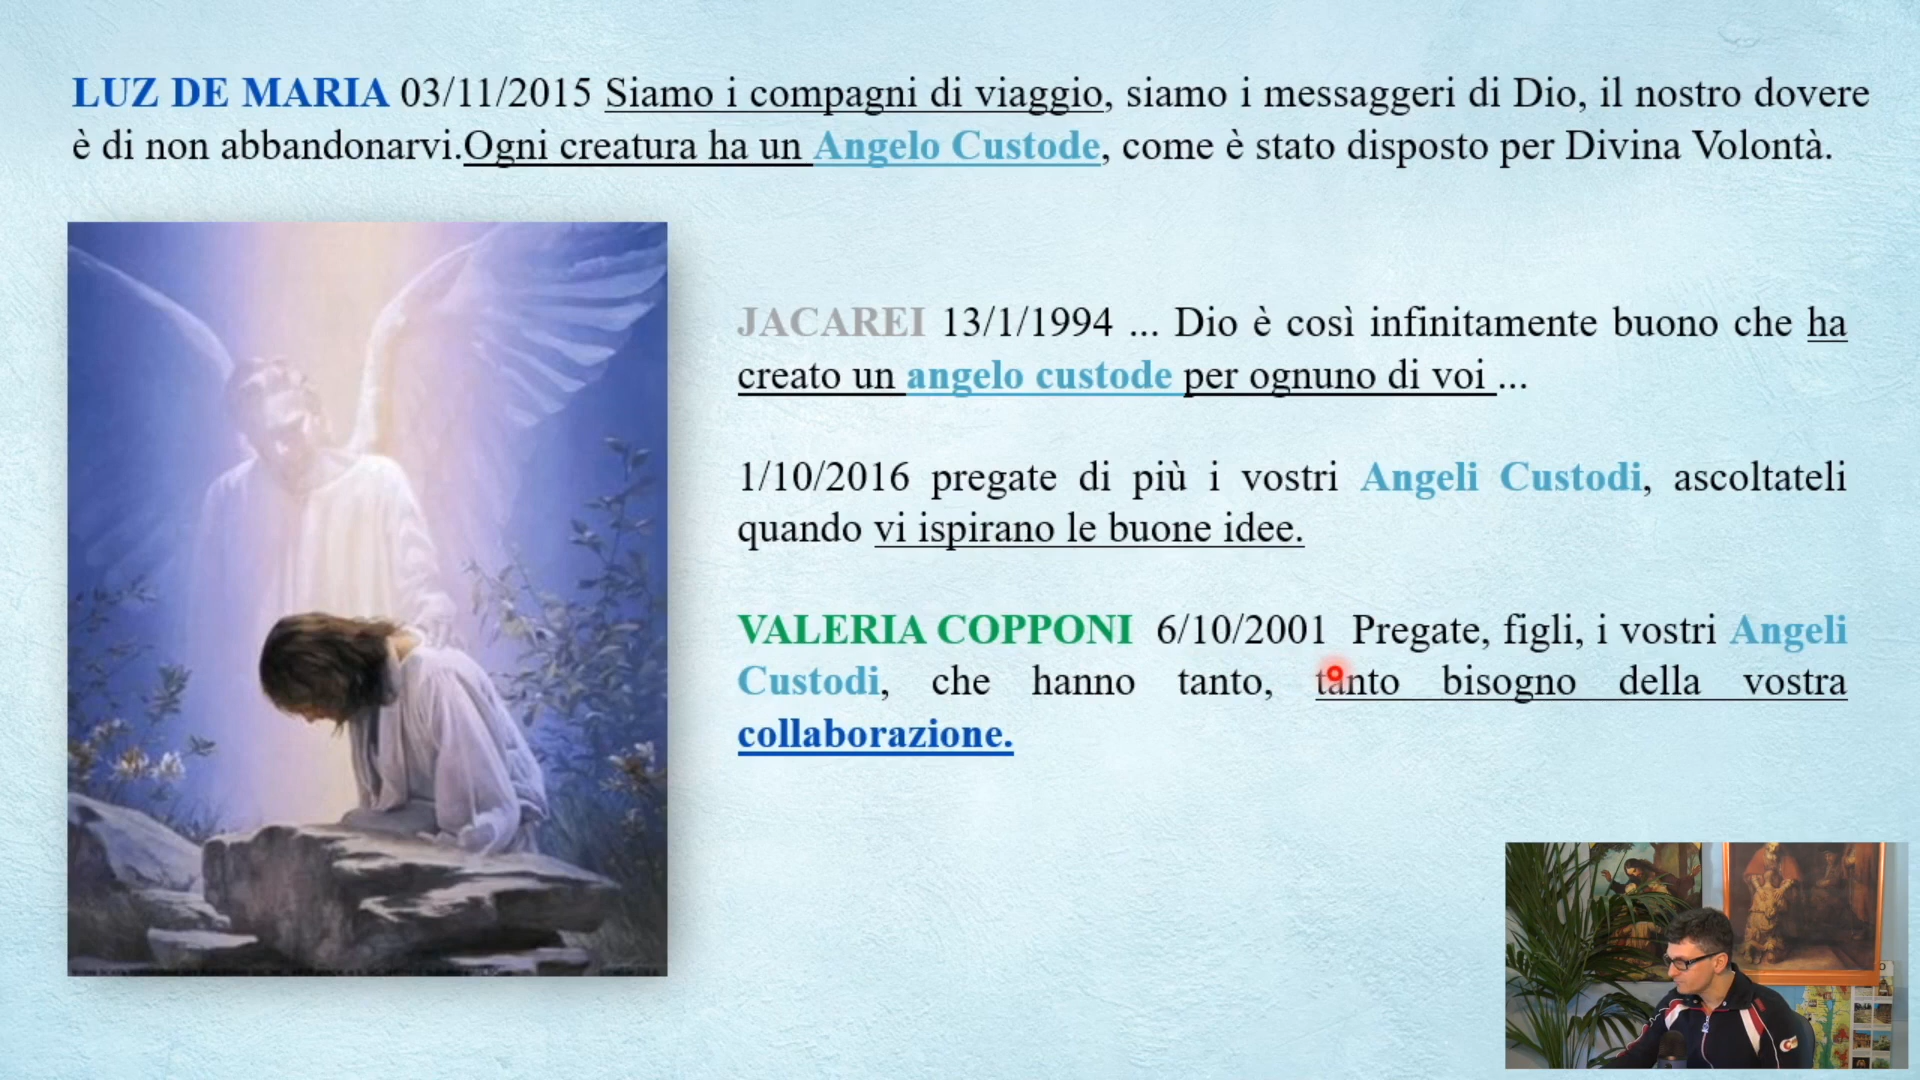 LUZ DE MARIA 03/11/2015 Siamo i compagni di viaggio, siamo i messaggeri di Dio, il nostro dovere
è di non abbandonarvi.Ogni creatura ha un Angelo Custode, come è stato disposto per Divina Volontà.
JACAREI 13/1/1994 ... Dio è così infinitamente buono che ha
creato un angelo custode per ognuno di voi ...
1/10/2016 pregate di più i vostri Angeli Custodi, ascoltateli
quando vi ispirano le buone idee.
VALERIA COPPONI 6/10/2001 Pregate, figli, i vostri Angeli
Custodi, che hanno tanto, tanto bisogno della vostra
collaborazione.